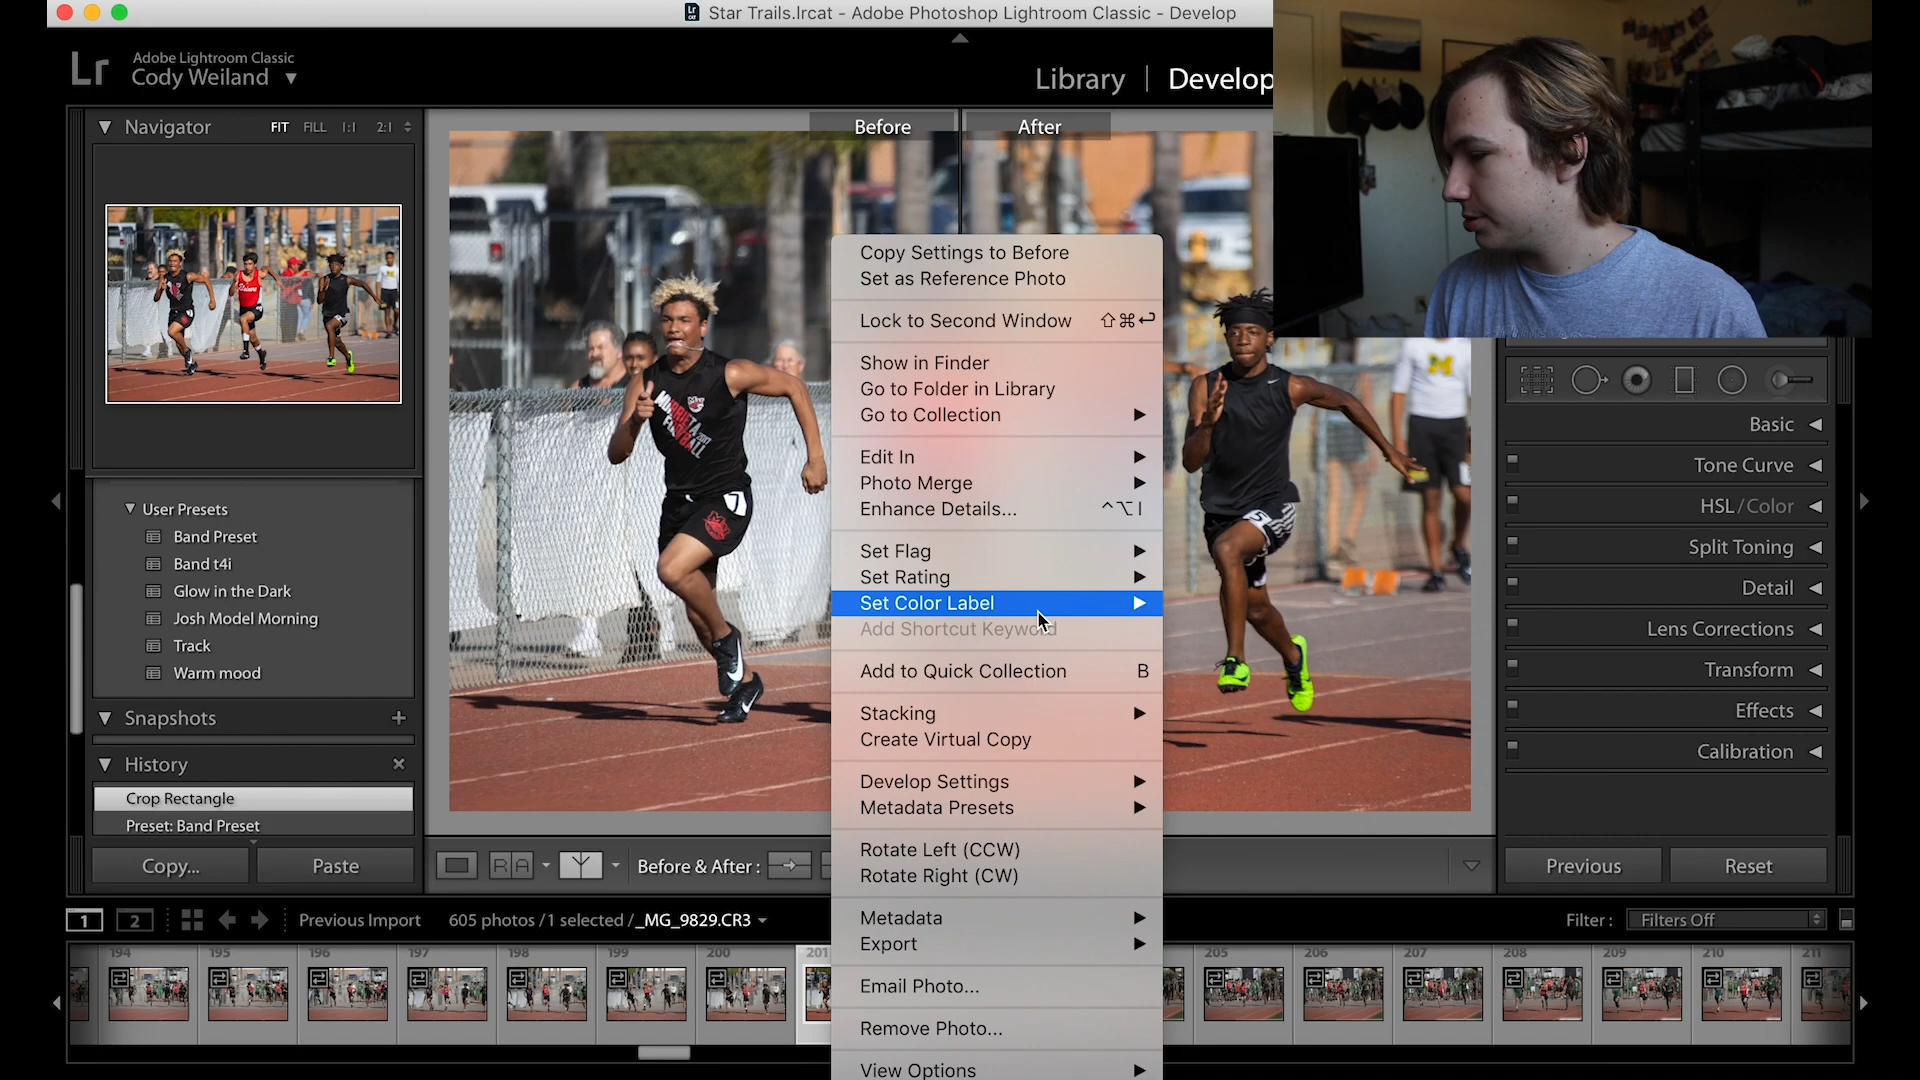 Star Trails.lrcat - Adobe Photoshop Lightroom Classic - Develop
Lr
Adobe Lightroom Classic
Cody Weiland
Library | Develop
Navigator FIT FILL 1:1 2:1
Before After
User Presets
Band Preset
Band t4i
Glow in the Dark
Josh Model Morning
Track
Warm mood
Snapshots +
History ×
Crop Rectangle
Preset: Band Preset
Copy... Paste
MURRIETA
2017
FOOTBALL
7
5
M
Copy Settings to Before
Set as Reference Photo
Lock to Second Window ⇧⌘↩
Show in Finder
Go to Folder in Library
Go to Collection
Edit In
Photo Merge
Enhance Details... ^⌥I
Set Flag
Set Rating
Set Color Label
Add Shortcut Keyword
Add to Quick Collection B
Stacking
Create Virtual Copy
Develop Settings
Metadata Presets
Rotate Left (CCW)
Rotate Right (CW)
Metadata
Export
Email Photo...
Remove Photo...
View Options
Basic
Tone Curve
HSL / Color
Split Toning
Detail
Lens Corrections
Transform
Effects
Calibration
R A Y Before & After :
Previous Reset
1 2 Previous Import 605 photos / 1 selected / _MG_9829.CR3
Filter : Filters Off
194 195 196 197 198 199 200 201 205 206 207 208 209 210 211